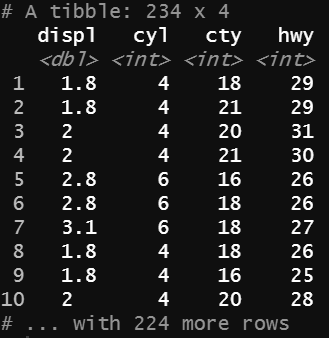 # A tibble: 234 x 4
displ cyl cty hwy
<dbl> <int> <int> <int>
1 1.8 4 18 29
2 1.8 4 21 29
3 2 4 20 31
4 2 4 21 30
5 2.8 6 16 26
6 2.8 6 18 26
7 3.1 6 18 27
8 1.8 4 18 26
9 1.8 4 16 25
10 2 4 20 28
# ... with 224 more rows